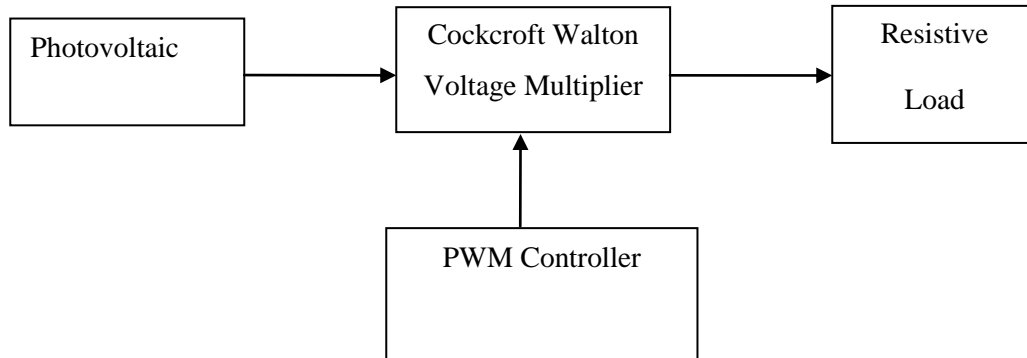 Photovoltaic
Cockcroft Walton
Voltage Multiplier
Resistive
Load
PWM Controller